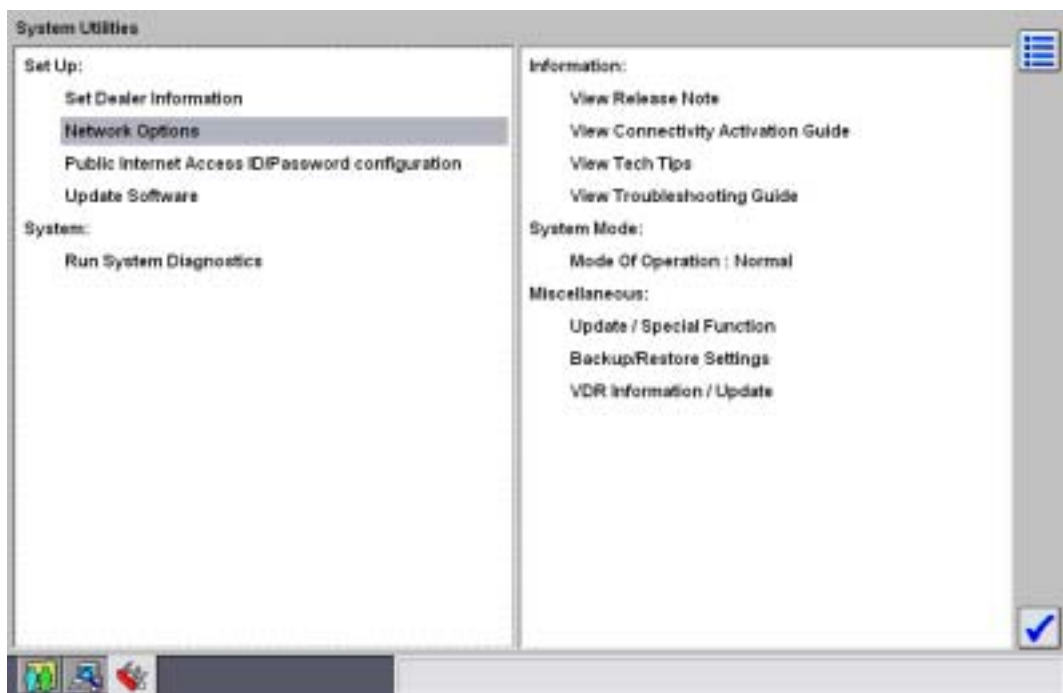 System Utilities
Set Up:
Set Dealer Information
Network Options
Public Internet Access ID/Password configuration
Update Software
System:
Run System Diagnostics
Information:
View Release Note
View Connectivity Activation Guide
View Tech Tips
View Troubleshooting Guide
System Mode:
Mode Of Operation : Normal
Miscellaneous:
Update / Special Function
Backup/Restore Settings
VDR Information / Update